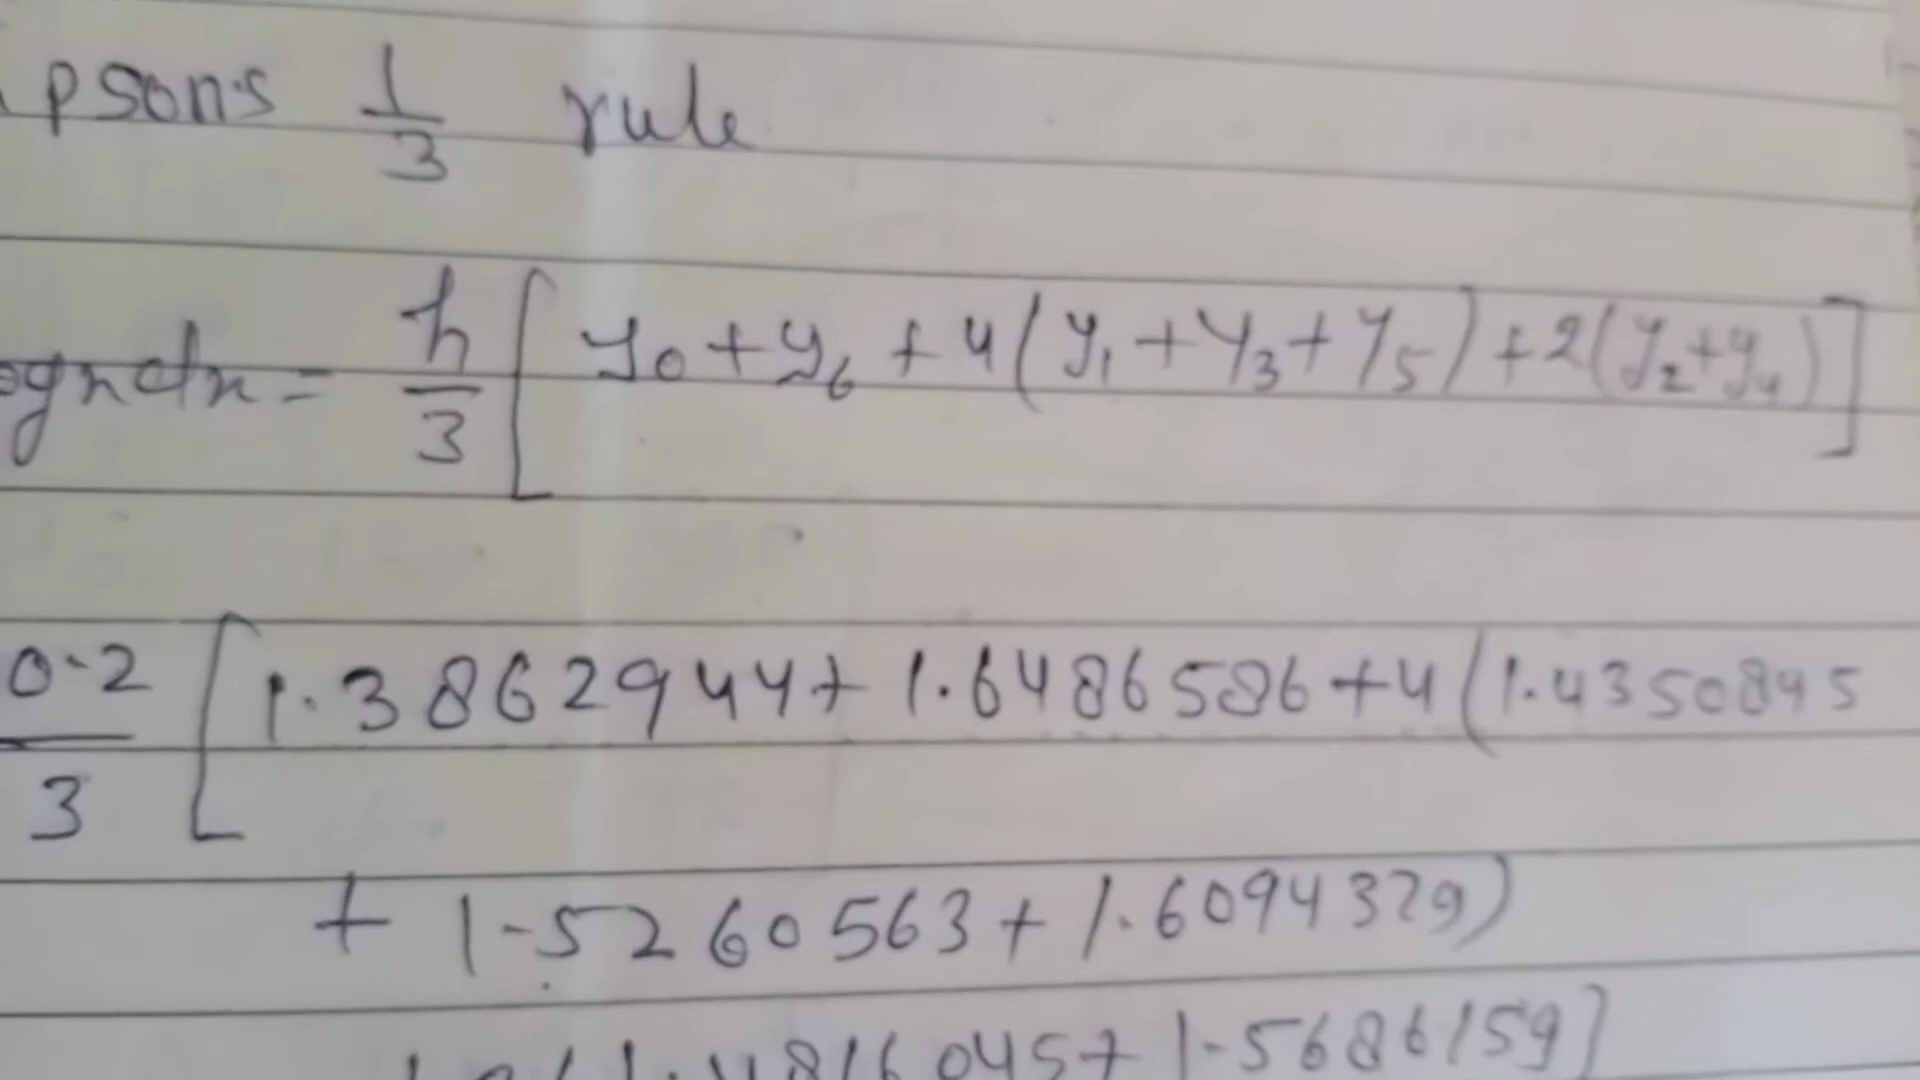 psons 1/3 rule
ogndn = h/3 [ y0 + y6 + 4(y1 + y3 + y5) + 2(y2 + y4) ]
0.2/3 [ 1.3862944 + 1.6486586 + 4(1.4350845
+ 1.5260563 + 1.6094379)
1.4816045 + 1.5686159]